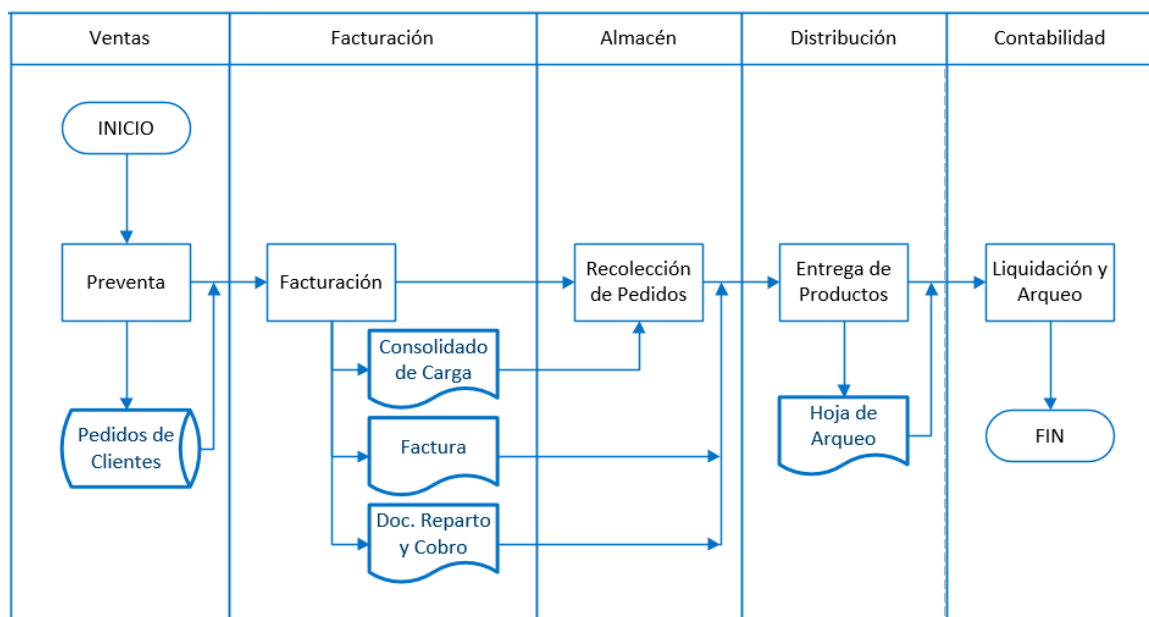 Ventas
Facturación
Almacén
Distribución
Contabilidad
INICIO
Preventa
Facturación
Recolección
de Pedidos
Entrega de
Productos
Liquidación y
Arqueo
Consolidado
de Carga
Pedidos de
Clientes
Factura
Hoja de
Arqueo
FIN
Doc. Reparto
y Cobro